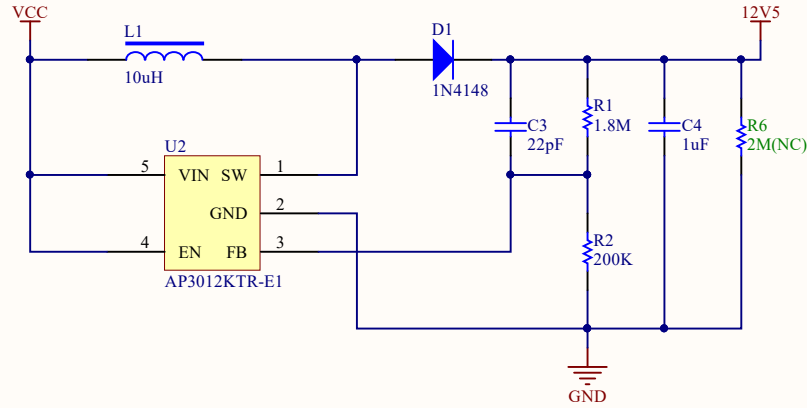 VCC
12V5
L1
10uH
D1
1N4148
C3
22pF
R1
1.8M
C4
1uF
R6
2M(NC)
U2
5
VIN
SW
1
GND
2
4
EN
FB
3
AP3012KTR-E1
R2
200K
GND